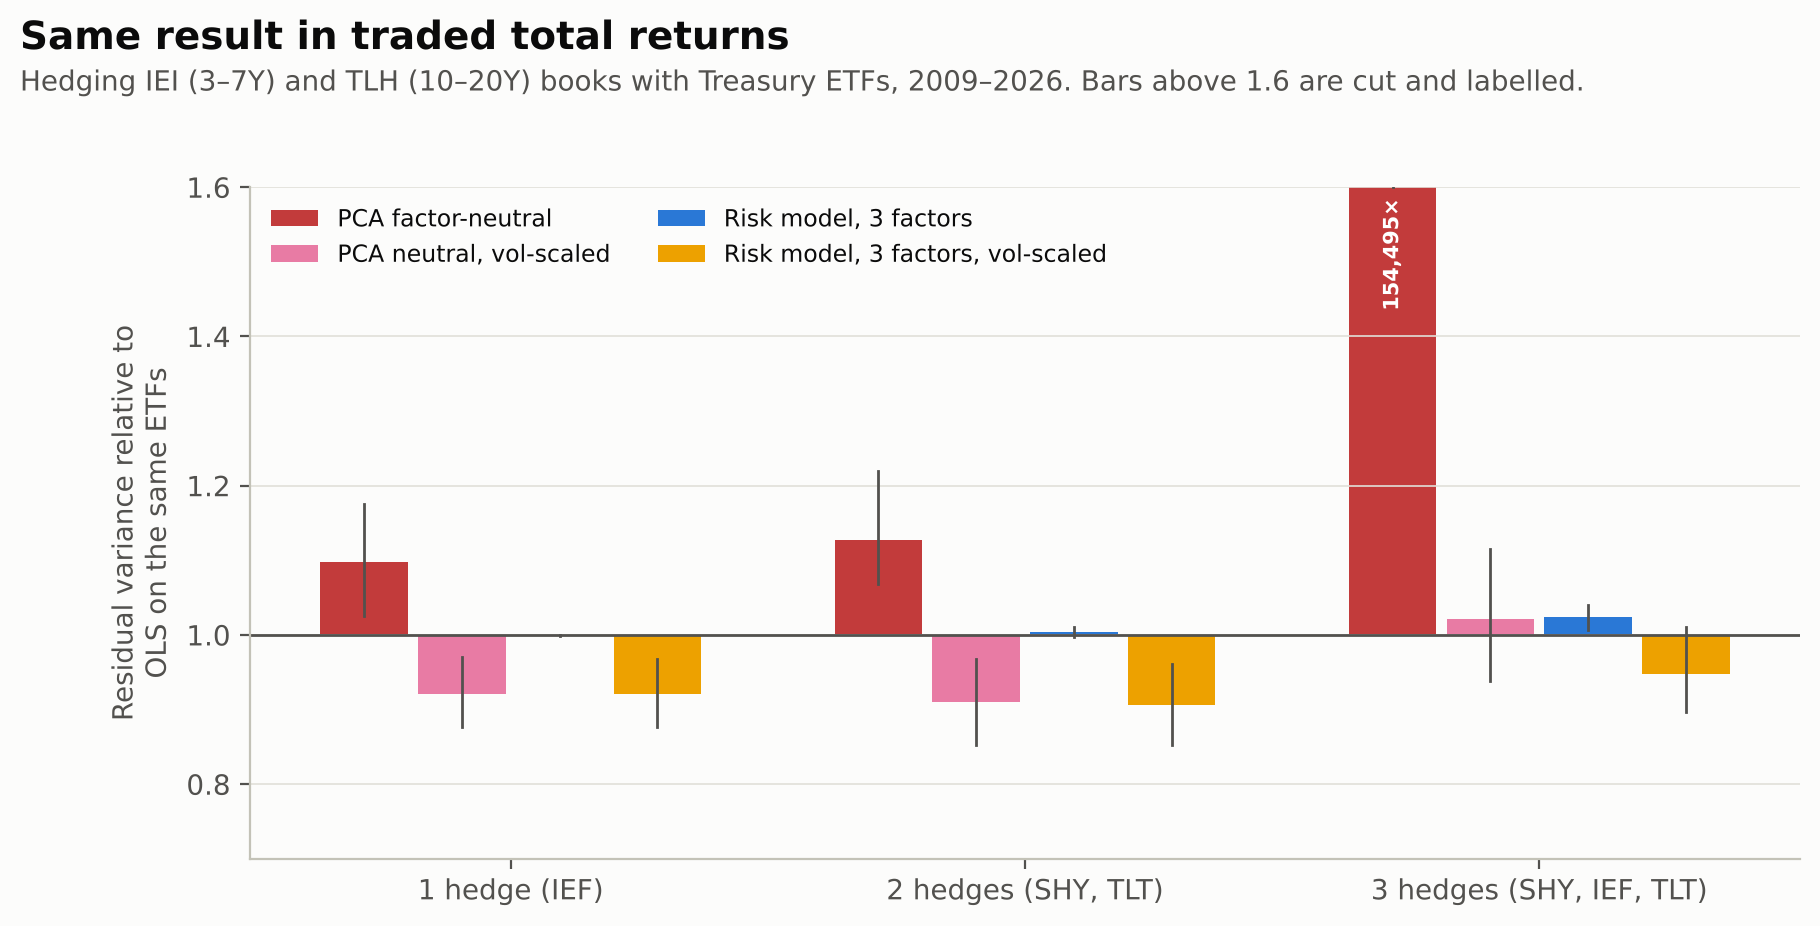 Same result in traded total returns
Hedging IEI (3–7Y) and TLH (10–20Y) books with Treasury ETFs, 2009–2026. Bars above 1.6 are cut and labelled.
PCA factor-neutral
PCA neutral, vol-scaled
Risk model, 3 factors
Risk model, 3 factors, vol-scaled
154,495×
Residual variance relative to
OLS on the same ETFs
1.6
1.4
1.2
1.0
0.8
1 hedge (IEF)
2 hedges (SHY, TLT)
3 hedges (SHY, IEF, TLT)